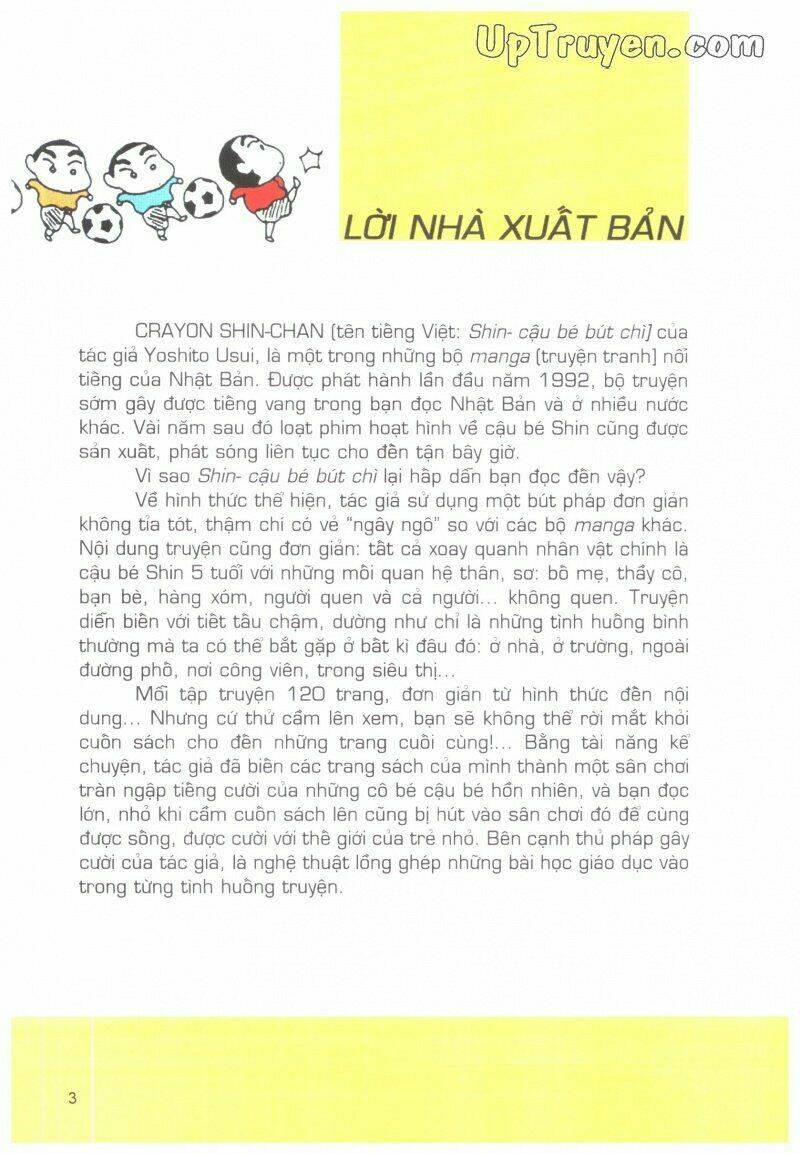 UpTruyen.com
LỜI NHÀ XUẤT BẢN
CRAYON SHIN-CHAN (tên tiếng Việt: Shin- cậu bé bút chì) của
tác giả Yoshito Usui, là một trong những bộ manga (truyện tranh) nổi
tiếng của Nhật Bản. Được phát hành lần đầu năm 1992, bộ truyện
sớm gây được tiếng vang trong bạn đọc Nhật Bản và ở nhiều nước
khác. Vài năm sau đó loạt phim hoạt hình về cậu bé Shin cũng được
sản xuất, phát sóng liên tục cho đến tận bây giờ.
Vì sao Shin- cậu bé bút chì lại hấp dẫn bạn đọc đến vậy?
Về hình thức thể hiện, tác giả sử dụng một bút pháp đơn giản
không tỉa tót, thậm chí có vẻ "ngây ngô" so với các bộ manga khác.
Nội dung truyện cũng đơn giản: tất cả xoay quanh nhân vật chính là
cậu bé Shin 5 tuổi với những mối quan hệ thân, sơ: bố mẹ, thầy cô,
bạn bè, hàng xóm, người quen và cả người... không quen. Truyện
diễn biến với tiết tấu chậm, dường như chỉ là những tình huống bình
thường mà ta có thể bắt gặp ở bất kì đâu đó: ở nhà, ở trường, ngoài
đường phố, nơi công viên, trong siêu thị...
Mỗi tập truyện 120 trang, đơn giản từ hình thức đến nội
dung... Nhưng cứ thử cầm lên xem, bạn sẽ không thể rời mắt khỏi
cuốn sách cho đến những trang cuối cùng!... Bằng tài năng kể
chuyện, tác giả đã biến các trang sách của mình thành một sân chơi
tràn ngập tiếng cười của những cô bé cậu bé hồn nhiên, và bạn đọc
lớn, nhỏ khi cầm cuốn sách lên cũng bị hút vào sân chơi đó để cùng
được sống, được cười với thế giới của trẻ nhỏ. Bên cạnh thủ pháp gây
cười của tác giả, là nghệ thuật lồng ghép những bài học giáo dục vào
trong từng tình huống truyện.
3